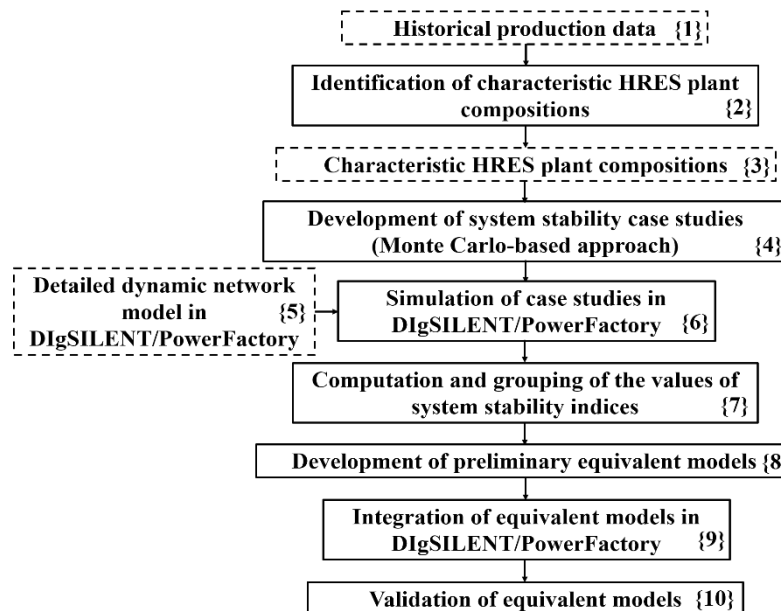 Historical production data {1}
Identification of characteristic HRES plant
compositions {2}
Characteristic HRES plant compositions {3}
Development of system stability case studies
(Monte Carlo-based approach) {4}
Detailed dynamic network
model in {5}
DIgSILENT/PowerFactory
Simulation of case studies in
DIgSILENT/PowerFactory {6}
Computation and grouping of the values of
system stability indices {7}
Development of preliminary equivalent models {8
Integration of equivalent models in
DIgSILENT/PowerFactory {9}
Validation of equivalent models {10}